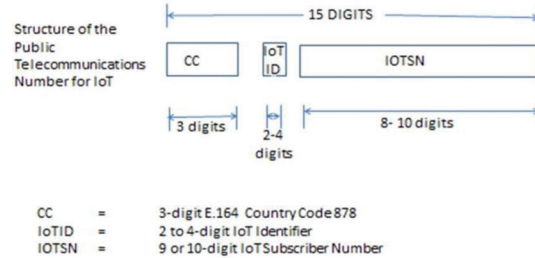 15 DIGITS
Structure of the
Public
Telecommunications
Number for IoT
CC
IoT
ID
IOTSN
3 digits
2-4
digits
8- 10 digits
CC = 3-digit E.164 Country Code 878
IoTID = 2 to 4-digit IoT Identifier
IOTSN = 9 or 10-digit IoT Subscriber Number